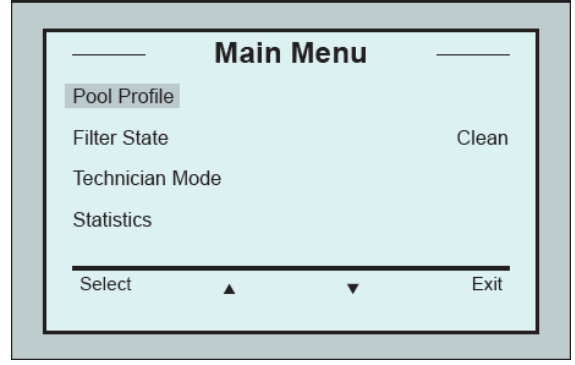 Main Menu
Pool Profile
Filter State Clean
Technician Mode
Statistics
Select ▲ ▼ Exit